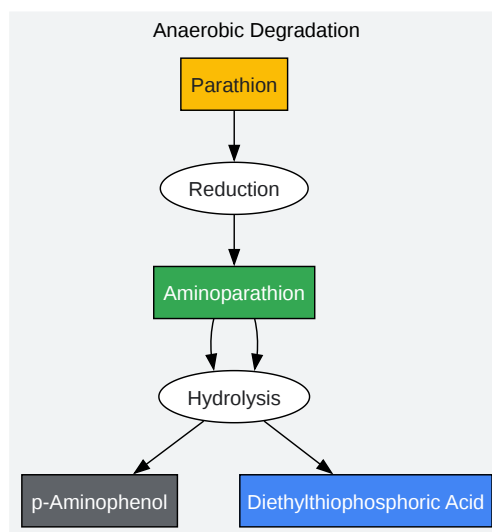 Anaerobic Degradation
Parathion
Reduction
Aminoparathion
Hydrolysis
p-Aminophenol
Diethylthiophosphoric Acid